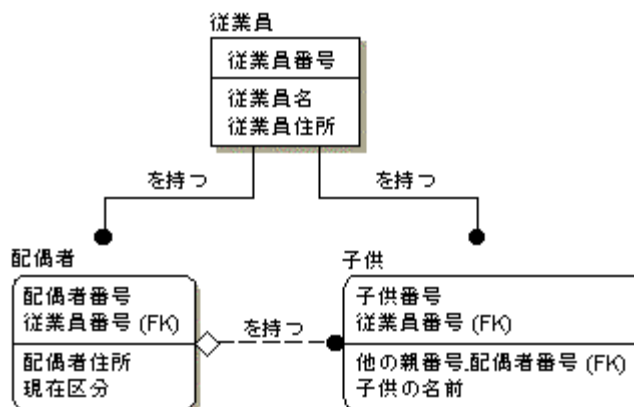 従業員
従業員番号
従業員名
従業員住所
を持つ
を持つ
配偶者
配偶者番号
従業員番号 (FK)
配偶者住所
現在区分
を持つ
子供
子供番号
従業員番号 (FK)
他の親番号.配偶者番号 (FK)
子供の名前